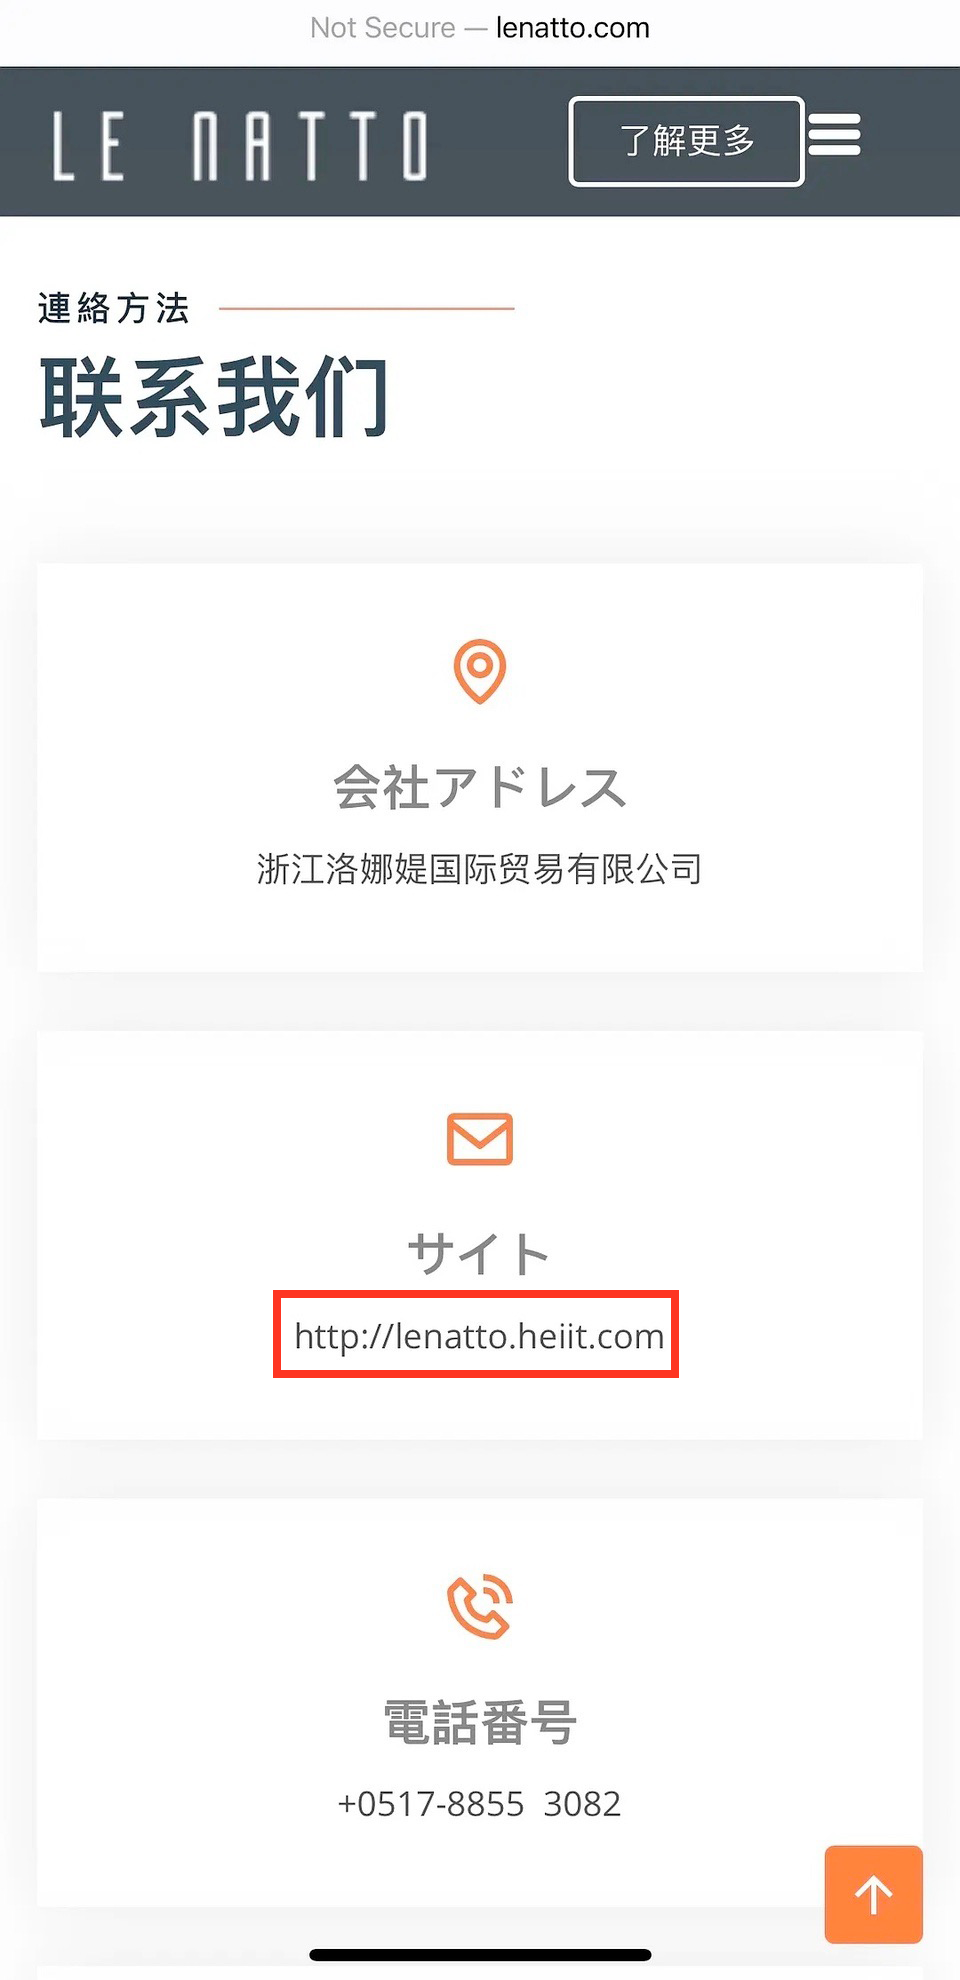 Not Secure — lenatto.com
LE NATTO
了解更多
連絡方法
联系我们
会社アドレス
浙江洛娜媞国际贸易有限公司
サイト
http://lenatto.heiit.com
電話番号
+0517-8855 3082